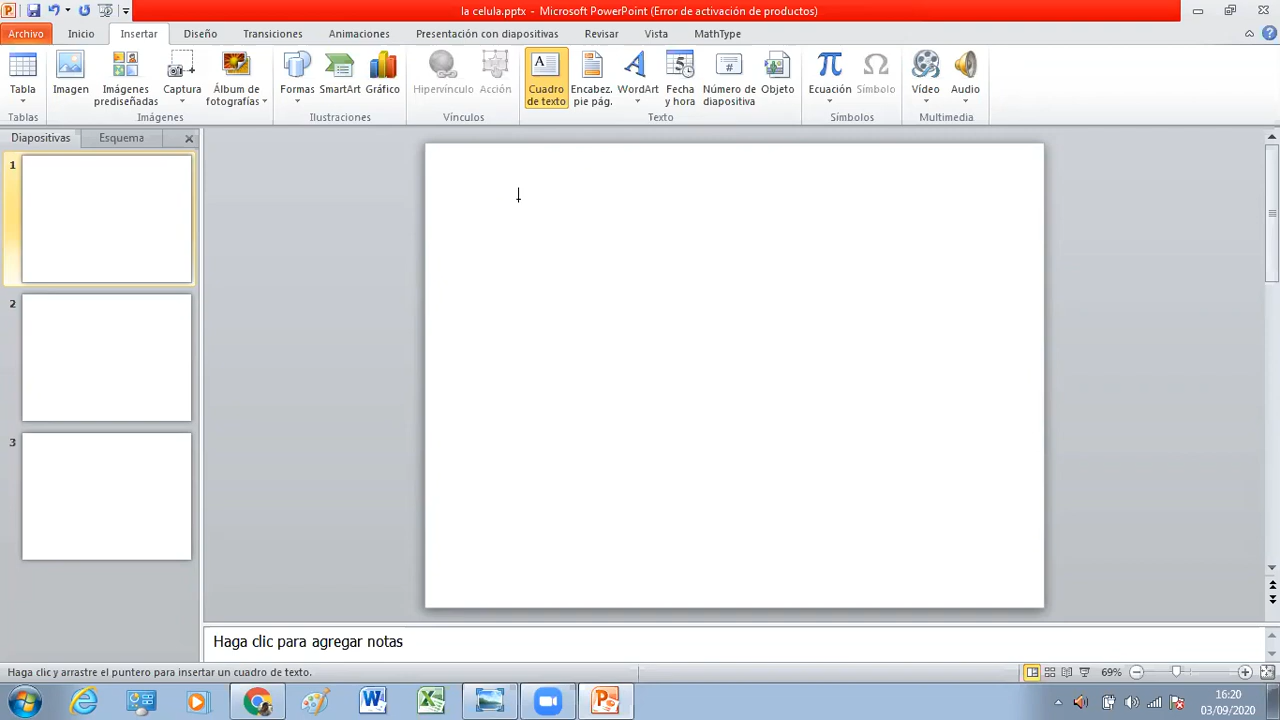 la celula.pptx - Microsoft PowerPoint (Error de activación de productos)
Archivo Inicio Insertar Diseño Transiciones Animaciones Presentación con diapositivas Revisar Vista MathType
Tabla
Imagen
Imágenes prediseñadas
Captura
Álbum de fotografías
Formas
SmartArt
Gráfico
Hipervínculo
Acción
Cuadro de texto
Encabez. pie pág.
WordArt
Fecha y hora
Número de diapositiva
Objeto
Ecuación
Símbolo
Vídeo
Audio
Tablas Imágenes Ilustraciones Vínculos Texto Símbolos Multimedia
Diapositivas Esquema
1
2
3
Haga clic para agregar notas
Haga clic y arrastre el puntero para insertar un cuadro de texto.
69%
16:20
03/09/2020